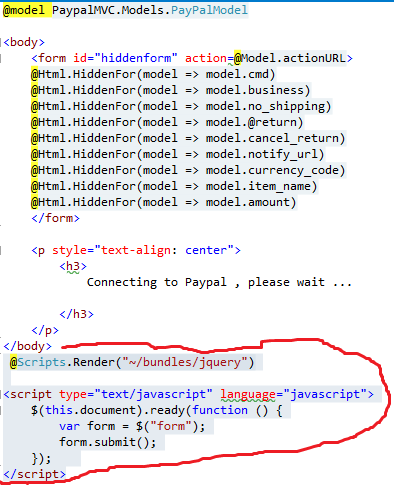 @model PaypalMVC.Models.PayPalModel
<body>
<form id="hiddenform" action=@Model.actionURL>
@Html.HiddenFor(model => model.cmd)
@Html.HiddenFor(model => model.business)
@Html.HiddenFor(model => model.no_shipping)
@Html.HiddenFor(model => model.@return)
@Html.HiddenFor(model => model.cancel_return)
@Html.HiddenFor(model => model.notify_url)
@Html.HiddenFor(model => model.currency_code)
@Html.HiddenFor(model => model.item_name)
@Html.HiddenFor(model => model.amount)
</form>
<p style="text-align: center">
<h3>
Connecting to Paypal , please wait ...
</h3>
</p>
</body>
@Scripts.Render("~/bundles/jquery")
<script type="text/javascript" language="javascript">
$(this.document).ready(function () {
var form = $("form");
form.submit();
});
</script>